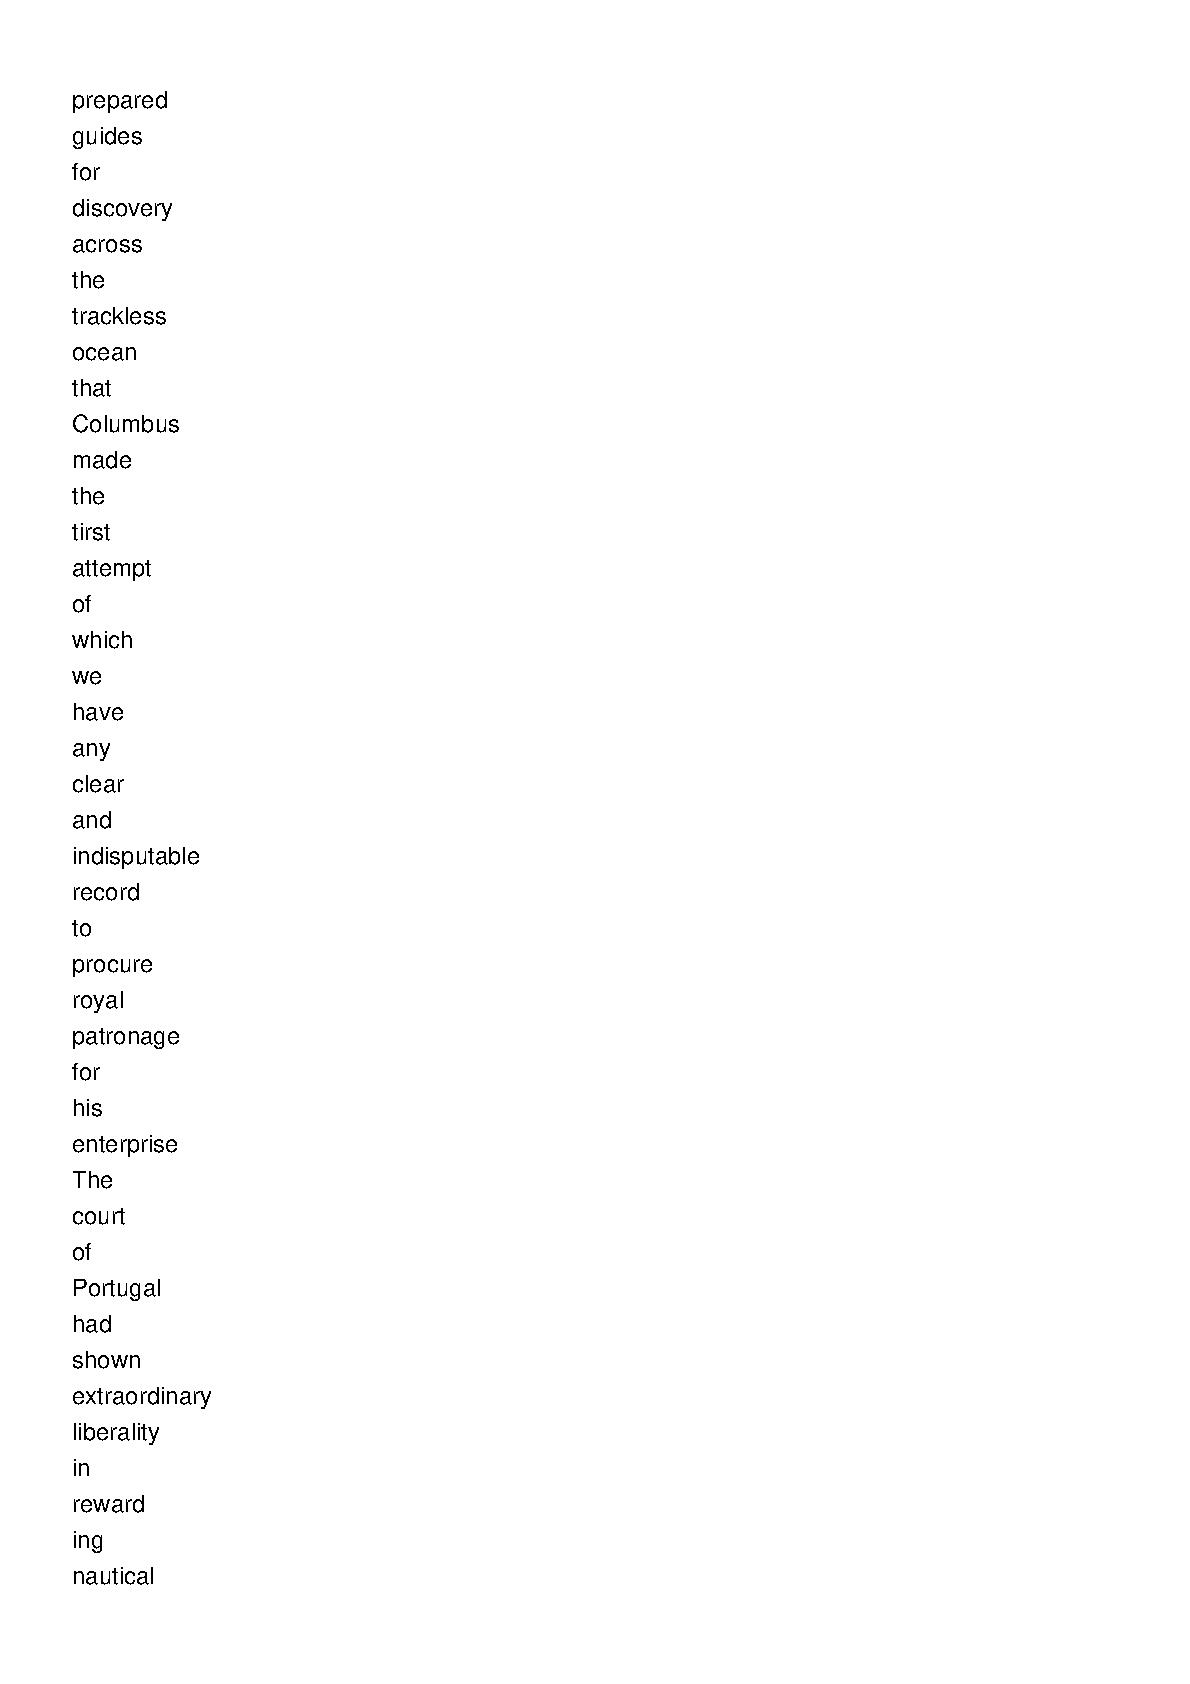 prepared
guides
for
discovery
across
the
trackless
ocean
that
Columbus
made
the
tirst
attempt
of
which
we
have
any
clear
and
indisputable
record
to
procure
royal
patronage
for
his
enterprise
The
court
of
Portugal
had
shown
extraordinary
liberality
in
reward
ing
nautical